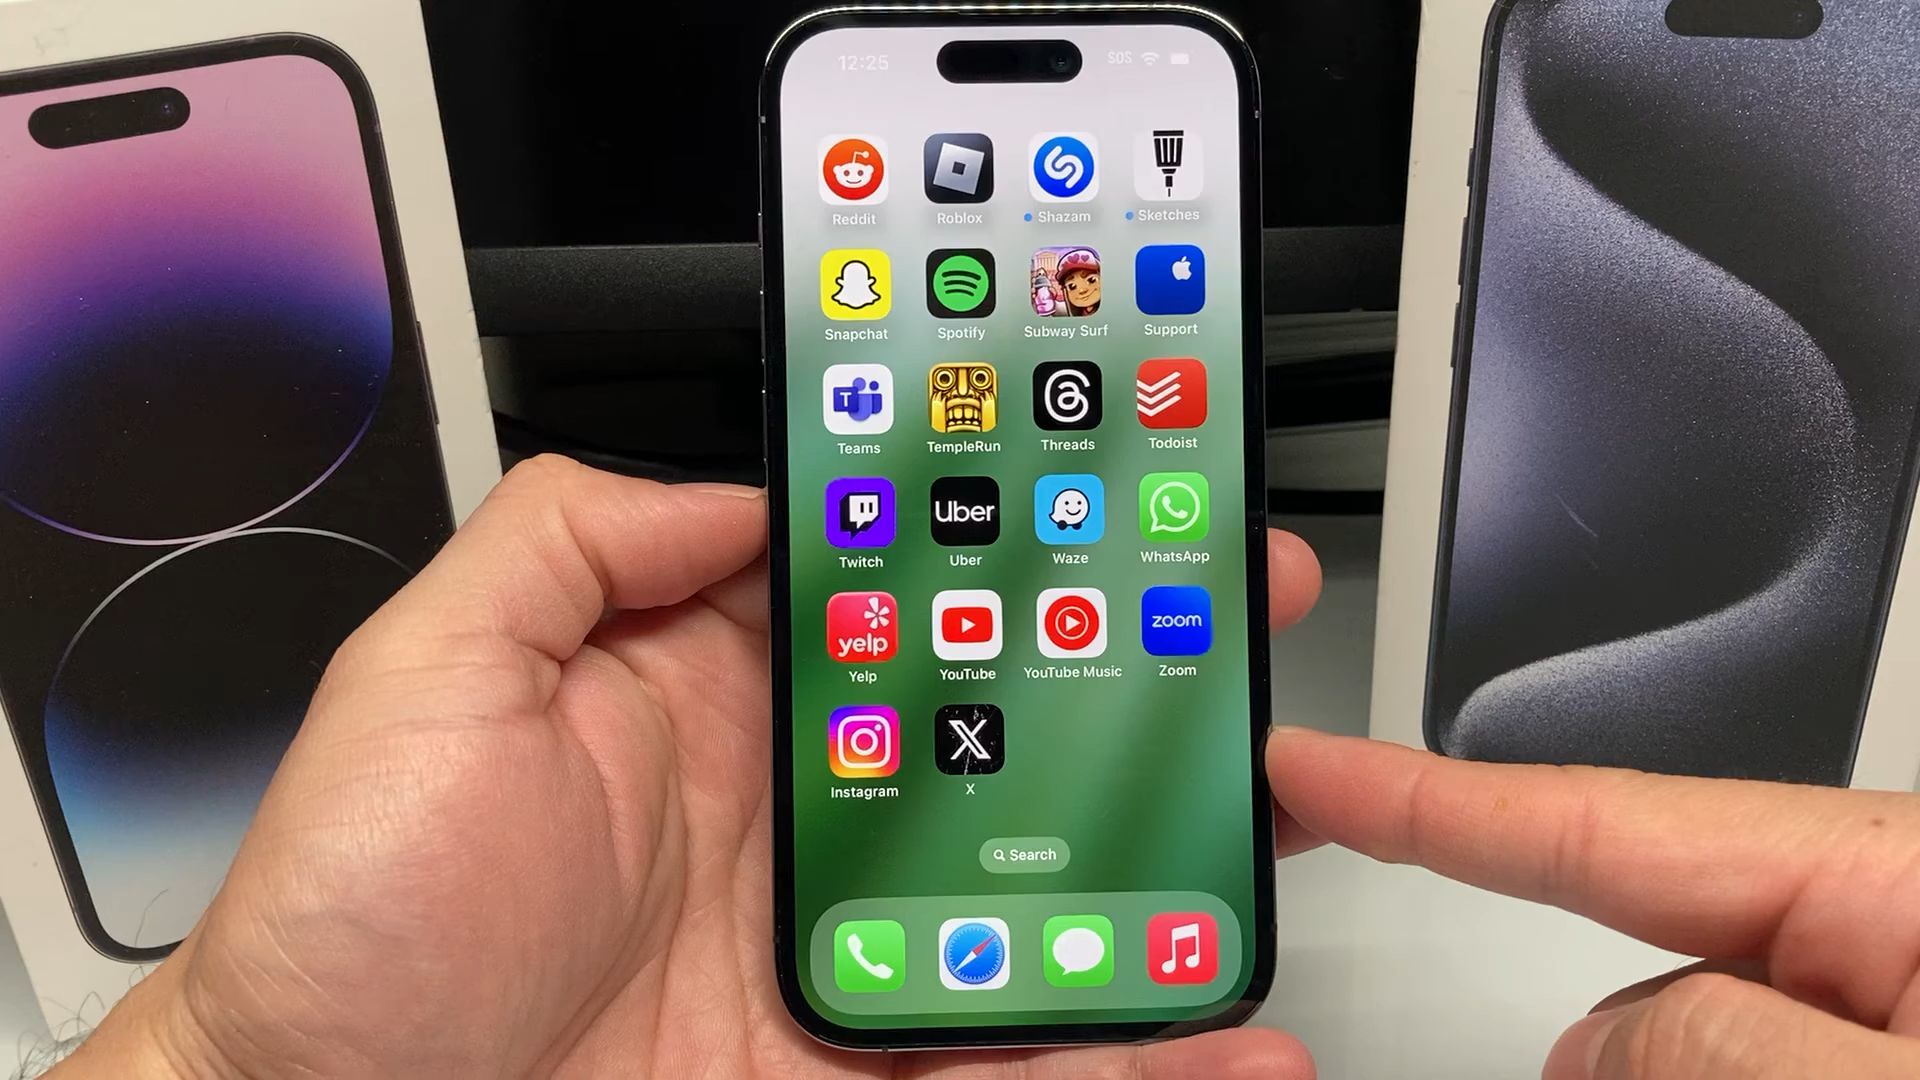 12:25 SOS
Reddit Roblox Shazam Sketches
Snapchat Spotify Subway Surf Support
T
Teams TempleRun Threads Todoist
Uber
Twitch Uber Waze WhatsApp
yelp zoom
Yelp YouTube YouTube Music Zoom
X
Instagram X
Search